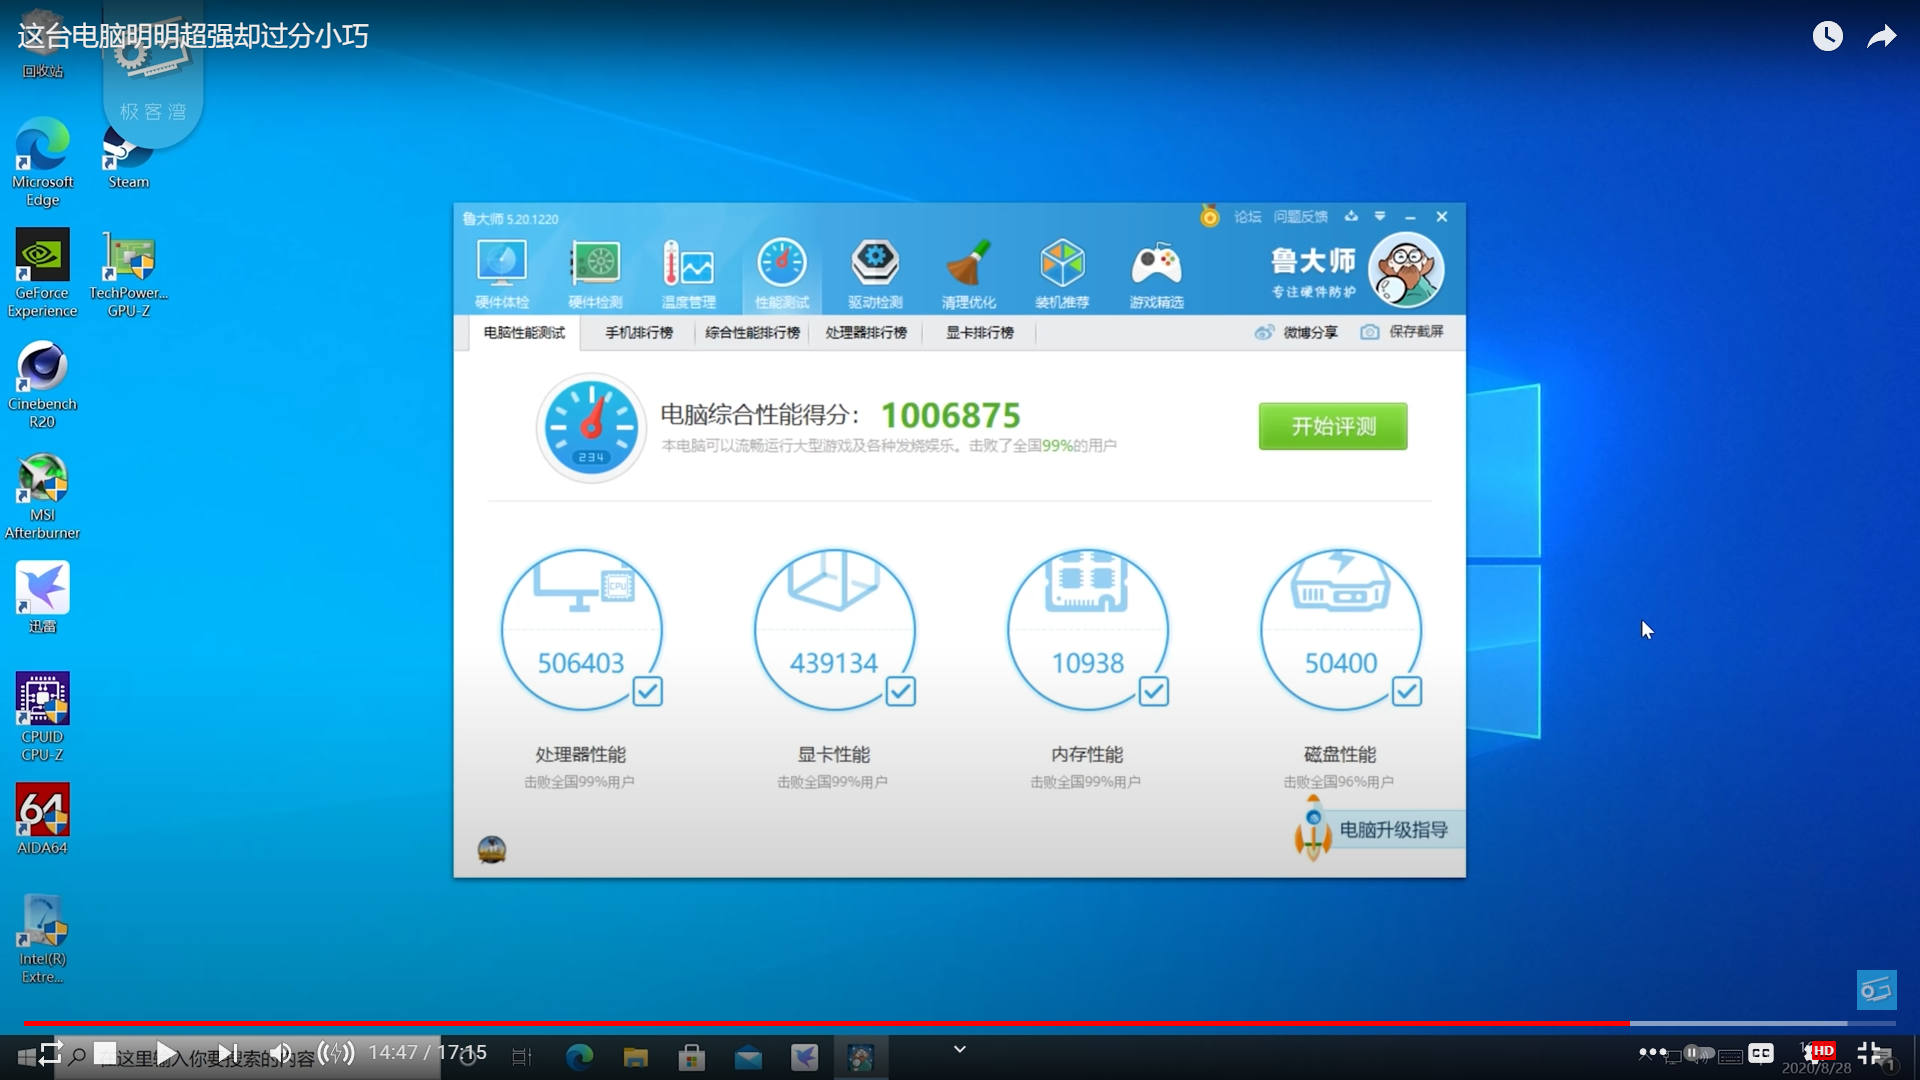 这台电脑明明超强却过分小巧
回收站
极客湾
Microsoft
Edge
Steam
GeForce
Experience
TechPower...
GPU-Z
Cinebench
R20
MSI
Afterburner
迅雷
CPUID
CPU-Z
64
AIDA64
Intel(R)
Extre...
鲁大师 5.20.1220
论坛 问题反馈
硬件体检 硬件检测 温度管理 性能测试 驱动检测 清理优化 装机推荐 游戏精选
鲁大师
专注硬件防护
电脑性能测试 手机排行榜 综合性能排行榜 处理器排行榜 显卡排行榜 微博分享 保存截屏
234
电脑综合性能得分: 1006875
本电脑可以流畅运行大型游戏及各种发烧娱乐。击败了全国99%的用户
开始评测
CPU
506403 439134 10938 50400
处理器性能 显卡性能 内存性能 磁盘性能
击败全国99%用户 击败全国99%用户 击败全国99%用户 击败全国96%用户
电脑升级指导
在这里输入你要搜索的内容
14:47 / 17:15
CC
HD
2020/8/28
1